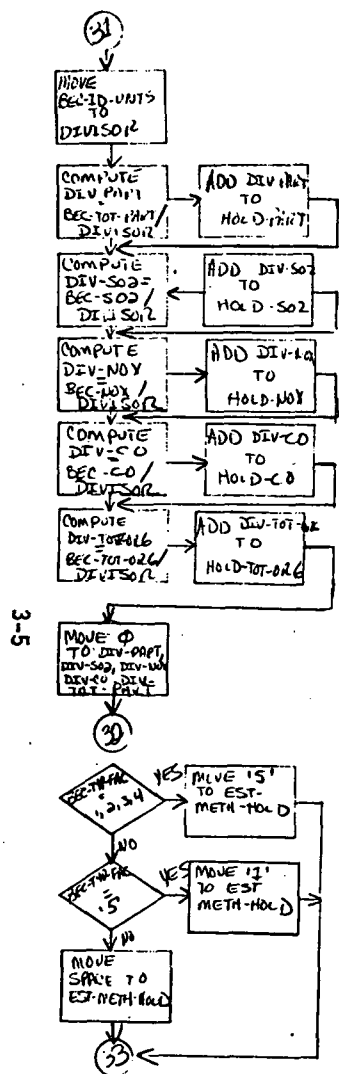 31
MOVE
BEC-ID-UNTS
TO
DIVISOR
COMPUTE
DIV-PART
=
BEC-TOT-PART/
DIVISOR
ADD DIV-PART
TO
HOLD-PART
COMPUTE
DIV-SO2=
BEC-SO2/
DIVISOR
ADD DIV-SO2
TO
HOLD-SO2
COMPUTE
DIV-NOX
=
BEC-NOX/
DIVISOR
ADD DIV-NOX
TO
HOLD-NOX
COMPUTE
DIV-CO
=
BEC-CO/
DIVISOR
ADD DIV-CO
TO
HOLD-CO
COMPUTE
DIV-TOT-ORG
=
BEC-TOT-ORG/
DIVISOR
ADD
TO
HOLD-TOT-ORG
3-5
MOVE 0
TO DIV-PART,
DIV-SO2, DIV-NOX
DIV-CO, DIV-
32
2,3,4
YES
MOVE '5'
TO EST-
METH-HOLD
NO
=
5
YES
MOVE '1'
TO EST
METH-HOLD
NO
MOVE
SPACE TO
EST-METH-HOLD
33